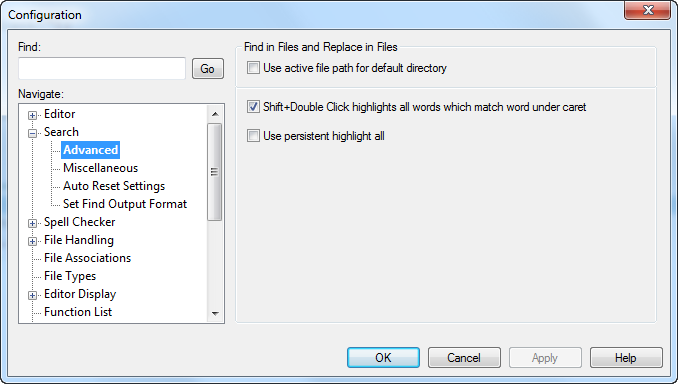 Configuration
Find:
Go
Navigate:
Editor
Search
Advanced
Miscellaneous
Auto Reset Settings
Set Find Output Format
Spell Checker
File Handling
File Associations
File Types
Editor Display
Function List
Find in Files and Replace in Files
Use active file path for default directory
Shift+Double Click highlights all words which match word under caret
Use persistent highlight all
OK
Cancel
Apply
Help